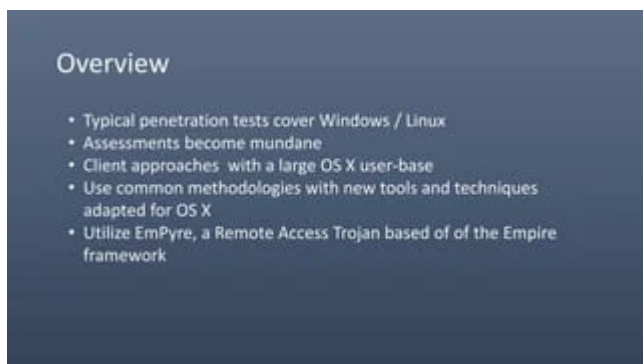 Overview
• Typical penetration tests cover Windows / Linux
• Assessments become mundane
• Client approaches with a large OS X user-base
• Use common methodologies with new tools and techniques
adapted for OS X
• Utilize EmPyre, a Remote Access Trojan based of of the Empire
framework